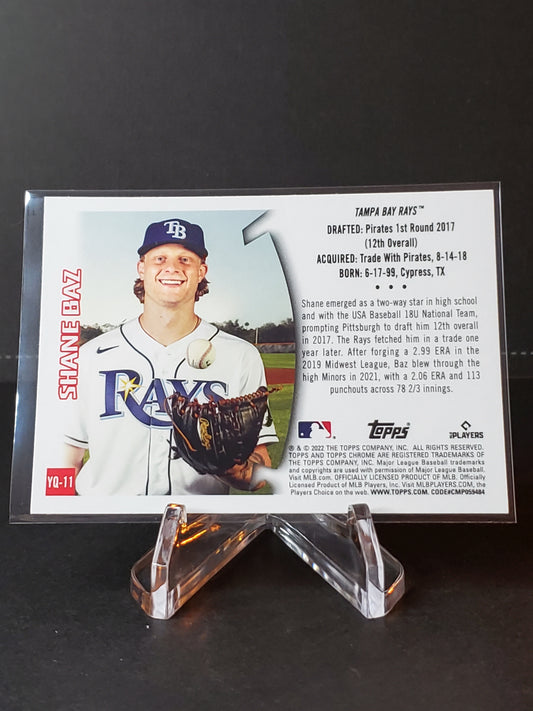 SHANE BAZ
YQ-11
TB
RAYS
TAMPA BAY RAYS™
DRAFTED: Pirates 1st Round 2017
(12th Overall)
ACQUIRED: Trade With Pirates, 8-14-18
BORN: 6-17-99, Cypress, TX
• • •
Shane emerged as a two-way star in high school
and with the USA Baseball 18U National Team,
prompting Pittsburgh to draft him 12th overall
in 2017. The Rays fetched him in a trade one
year later. After forging a 2.99 ERA in the
2019 Midwest League, Baz blew through the
high Minors in 2021, with a 2.06 ERA and 113
punchouts across 78 2/3 innings.
Topps
PLAYERS
® & © 2022 THE TOPPS COMPANY, INC. ALL RIGHTS RESERVED.
TOPPS AND TOPPS CHROME ARE REGISTERED TRADEMARKS OF
THE TOPPS COMPANY, INC. Major League Baseball trademarks
and copyrights are used with permission of Major League Baseball.
Visit MLB.com. OFFICIALLY LICENSED PRODUCT OF MLB. Officially
Licensed Product of MLB Players, Inc. Visit MLBPLAYERS.COM, the
Players Choice on the web. WWW.TOPPS.COM. CODE#CMP059484